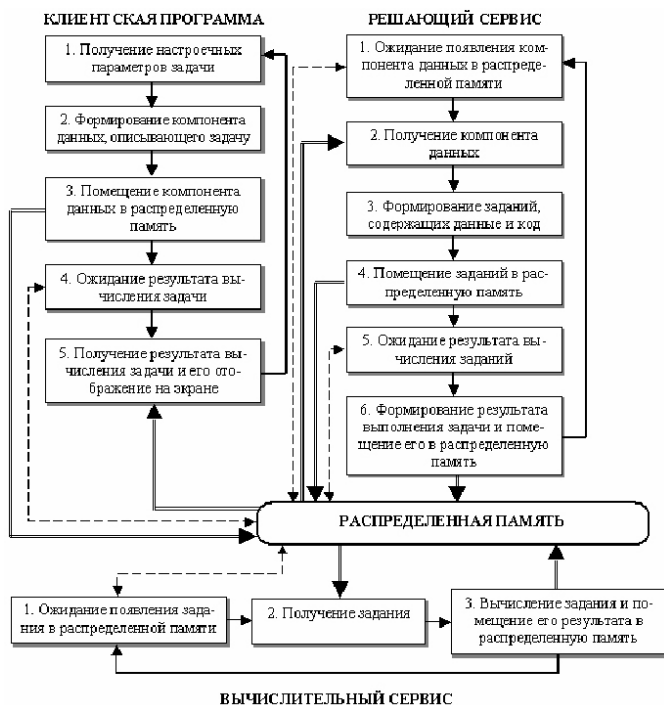 КЛИЕНТСКАЯ ПРОГРАММА
1. Получение настроечных
параметров задачи
2. Формирование компонента
данных, описывающего задачу
3. Помещение компонента
данных в распределенную
память
4. Ожидание результата вы-
числения задачи
5. Получение результата вы-
числения задачи и его ото-
бражение на экране
РЕШАЮЩИЙ СЕРВИС
1. Ожидание появления ком-
понента данных в распреде-
ленной памяти
2. Получение компонента
данных
3. Формирование заданий,
содержащих данные и код
4. Помещение заданий в рас-
пределенную память
5. Ожидание результата вы-
числения заданий
6. Формирование результата
выполнения задачи и поме-
щение его в распределенную
память
РАСПРЕДЕЛЕННАЯ ПАМЯТЬ
1. Ожидание появления зада-
ния в распределенной памяти
2. Получение задания
3. Вычисление задания и по-
мещение его результата в
распределенную память
ВЫЧИСЛИТЕЛЬНЫЙ СЕРВИС